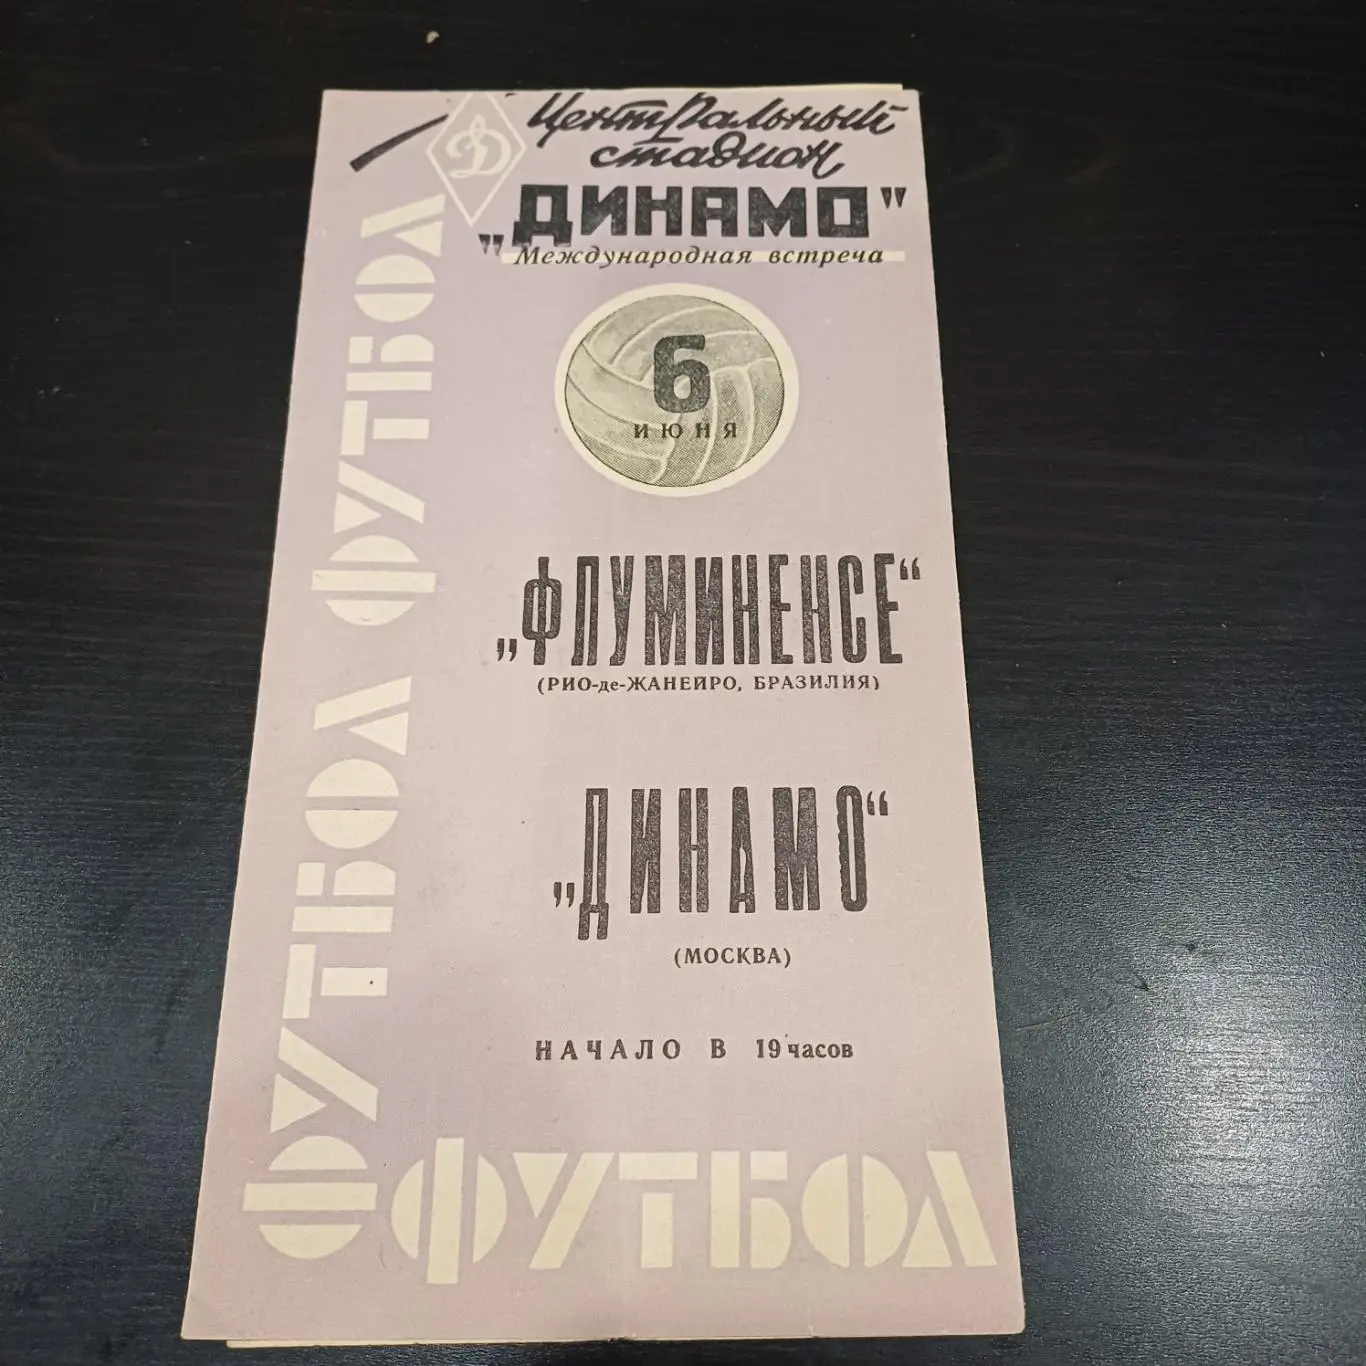 Центральный
стадион
„ДИНАМО"
Международная встреча
6
ИЮНЯ
„ФЛУМИНЕНСЕ“
(РИО-де-ЖАНЕЙРО, БРАЗИЛИЯ)
„ДИНАМО“
(МОСКВА)
НАЧАЛО В 19 часов
ФУТБОЛ ФУТБОЛ
ФУТБОЛ
Д